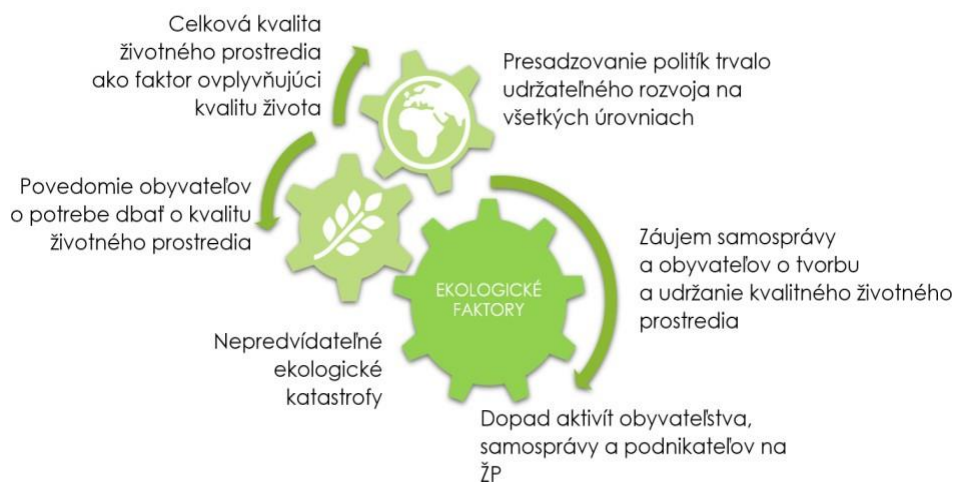 Celková kvalita
životného prostredia
ako faktor ovplyvňujúci
kvalitu života
Presadzovanie politík trvalo
udržateľného rozvoja na
všetkých úrovniach
Povedomie obyvateľov
o potrebe dbať o kvalitu
životného prostredia
Záujem samosprávy
a obyvateľov o tvorbu
a udržanie kvalitného životného
prostredia
EKOLOGICKÉ
FAKTORY
Nepredvídateľné
ekologické
katastrofy
Dopad aktivít obyvateľstva,
samosprávy a podnikateľov na
ŽP